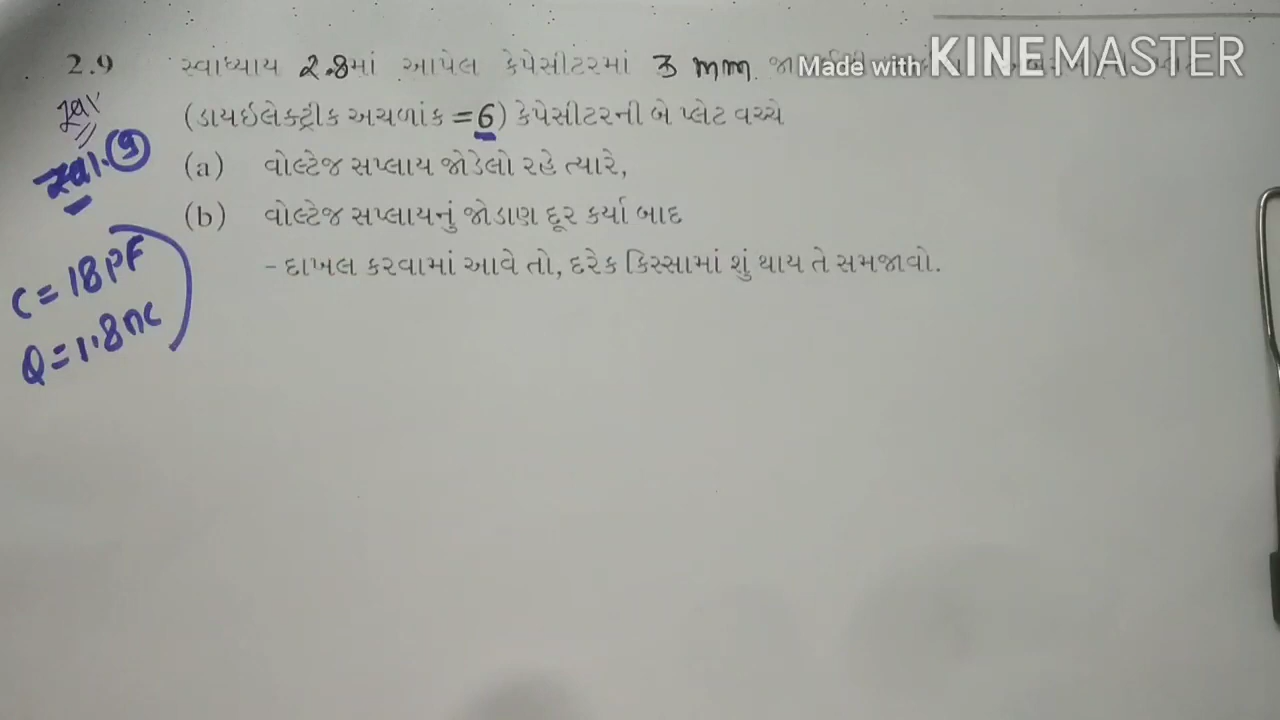 2.9 સ્વાધ્યાય 2.8માં આપેલ કેપેસીટરમાં 3 mm
Made with KINEMASTER
(ડાયઇલેક્ટ્રીક અચળાંક = 6) કેપેસીટરની બે પ્લેટ વચ્ચે
(a) વોલ્ટેજ સપ્લાય જોડેલો રહે ત્યારે,
(b) વોલ્ટેજ સપ્લાયનું જોડાણ દૂર કર્યા બાદ
- દાખલ કરવામાં આવે તો, દરેક કિસ્સામાં શું થાય તે સમજાવો.
સ્વા. ૭
C = 18 PF
Q = 1.8 nC